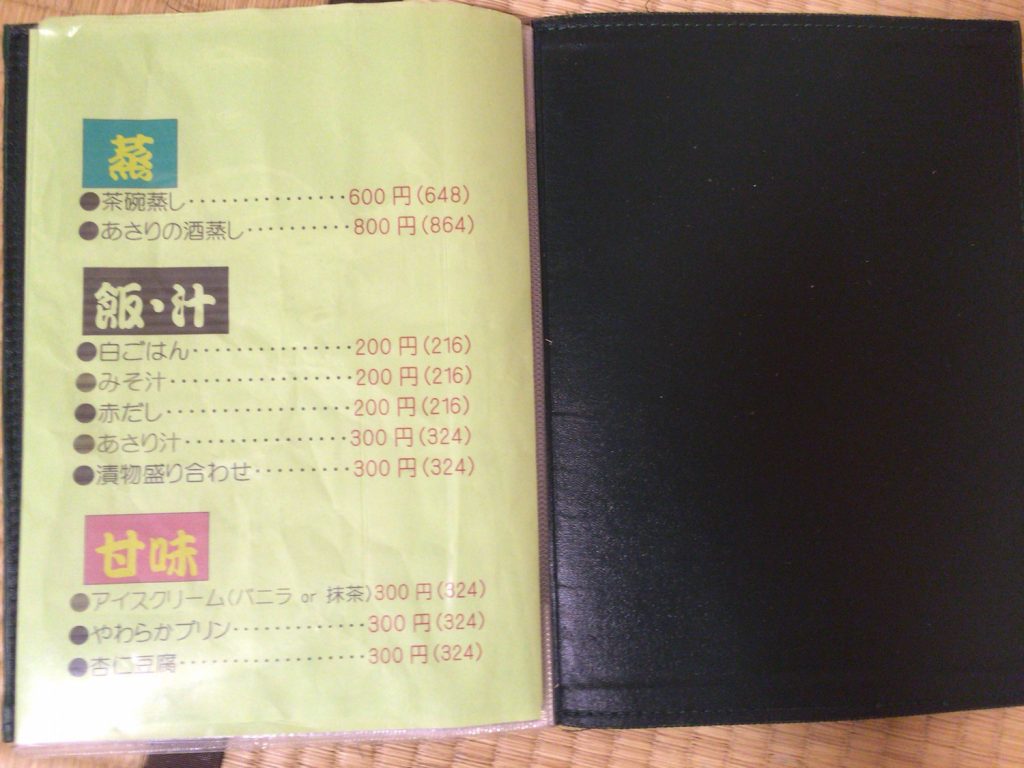 蒸
●茶碗蒸し・・・・・・・・・・・・・・・600円(648)
●あさりの酒蒸し・・・・・・・・・・800円(864)
飯・汁
●白ごはん・・・・・・・・・・・・・・・200円(216)
●みそ汁・・・・・・・・・・・・・・・・・200円(216)
●赤だし・・・・・・・・・・・・・・・・・200円(216)
●あさり汁・・・・・・・・・・・・・・・300円(324)
●漬物盛り合わせ・・・・・・・・・300円(324)
甘味
●アイスクリーム(バニラ or 抹茶)300円(324)
●やわらかプリン・・・・・・・・・・・・・300円(324)
●杏仁豆腐・・・・・・・・・・・・・・・・・・300円(324)